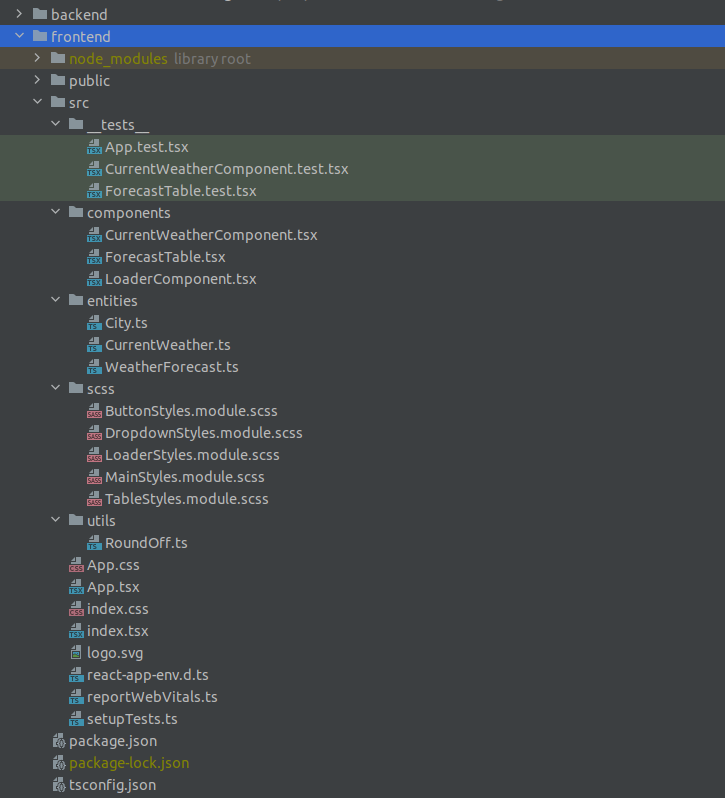 backend
frontend
node_modules library root
public
src
__tests__
App.test.tsx
CurrentWeatherComponent.test.tsx
ForecastTable.test.tsx
components
CurrentWeatherComponent.tsx
ForecastTable.tsx
LoaderComponent.tsx
entities
City.ts
CurrentWeather.ts
WeatherForecast.ts
scss
ButtonStyles.module.scss
DropdownStyles.module.scss
LoaderStyles.module.scss
MainStyles.module.scss
TableStyles.module.scss
utils
RoundOff.ts
App.css
App.tsx
index.css
index.tsx
logo.svg
react-app-env.d.ts
reportWebVitals.ts
setupTests.ts
package.json
package-lock.json
tsconfig.json